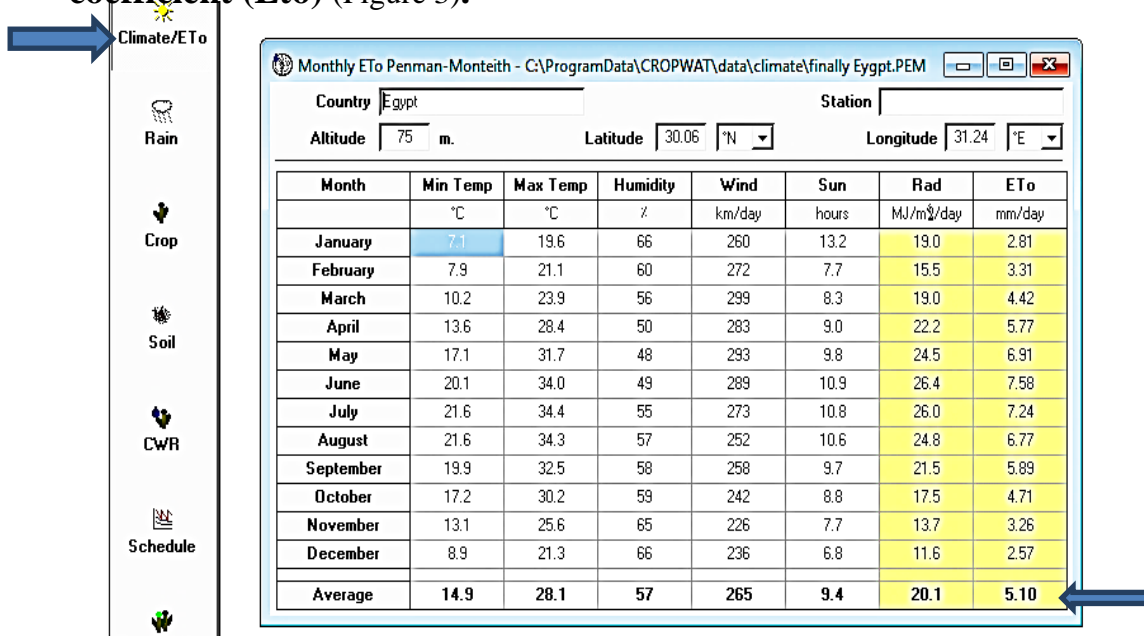 coefficient (Eto) (Figure 3).
Climate/ETo
Rain
Crop
Soil
CWR
Schedule
Monthly ETo Penman-Monteith - C:\ProgramData\CROPWAT\data\climate\finally Eygpt.PEM
Country Egypt Station
Altitude 75 m. Latitude 30.06 °N Longitude 31.24 °E
Month Min Temp Max Temp Humidity Wind Sun Rad ETo
°C °C % km/day hours MJ/m²/day mm/day
January 7.1 19.6 66 260 13.2 19.0 2.81
February 7.9 21.1 60 272 7.7 15.5 3.31
March 10.2 23.9 56 299 8.3 19.0 4.42
April 13.6 28.4 50 283 9.0 22.2 5.77
May 17.1 31.7 48 293 9.8 24.5 6.91
June 20.1 34.0 49 289 10.9 26.4 7.58
July 21.6 34.4 55 273 10.8 26.0 7.24
August 21.6 34.3 57 252 10.6 24.8 6.77
September 19.9 32.5 58 258 9.7 21.5 5.89
October 17.2 30.2 59 242 8.8 17.5 4.71
November 13.1 25.6 65 226 7.7 13.7 3.26
December 8.9 21.3 66 236 6.8 11.6 2.57
Average 14.9 28.1 57 265 9.4 20.1 5.10